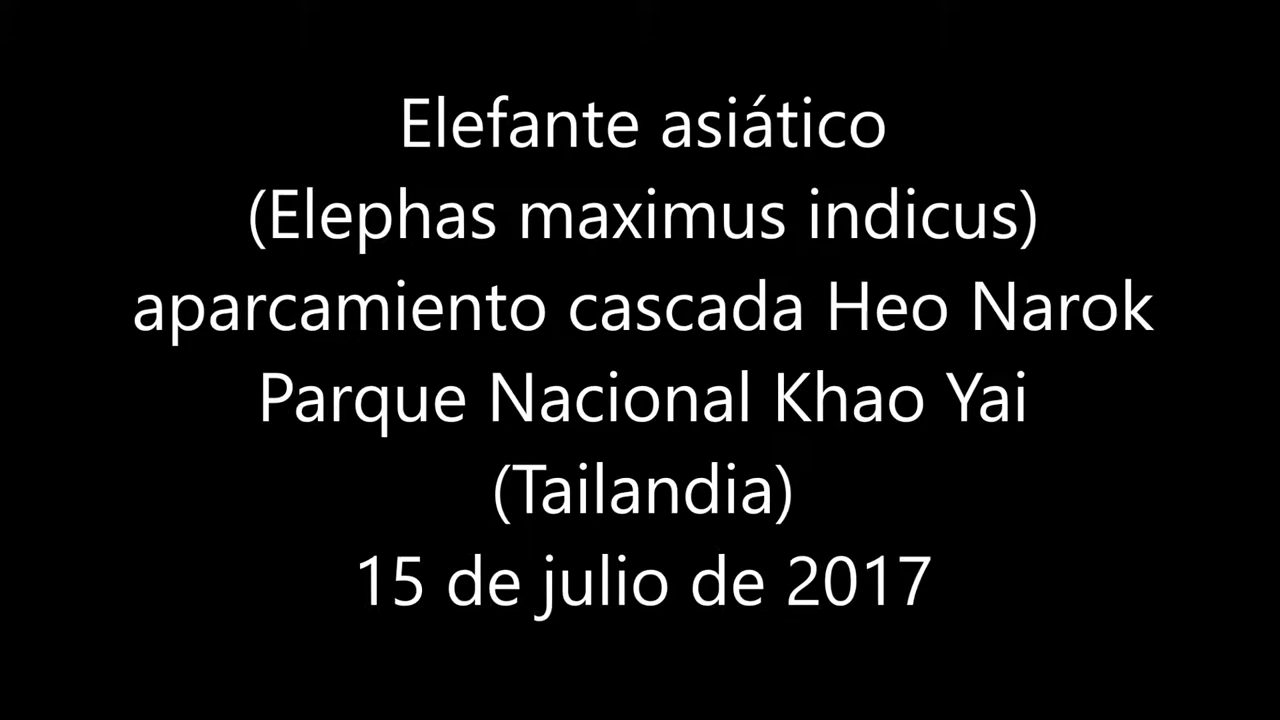 Elefante asiático
(Elephas maximus indicus)
aparcamiento cascada Heo Narok
Parque Nacional Khao Yai
(Tailandia)
15 de julio de 2017